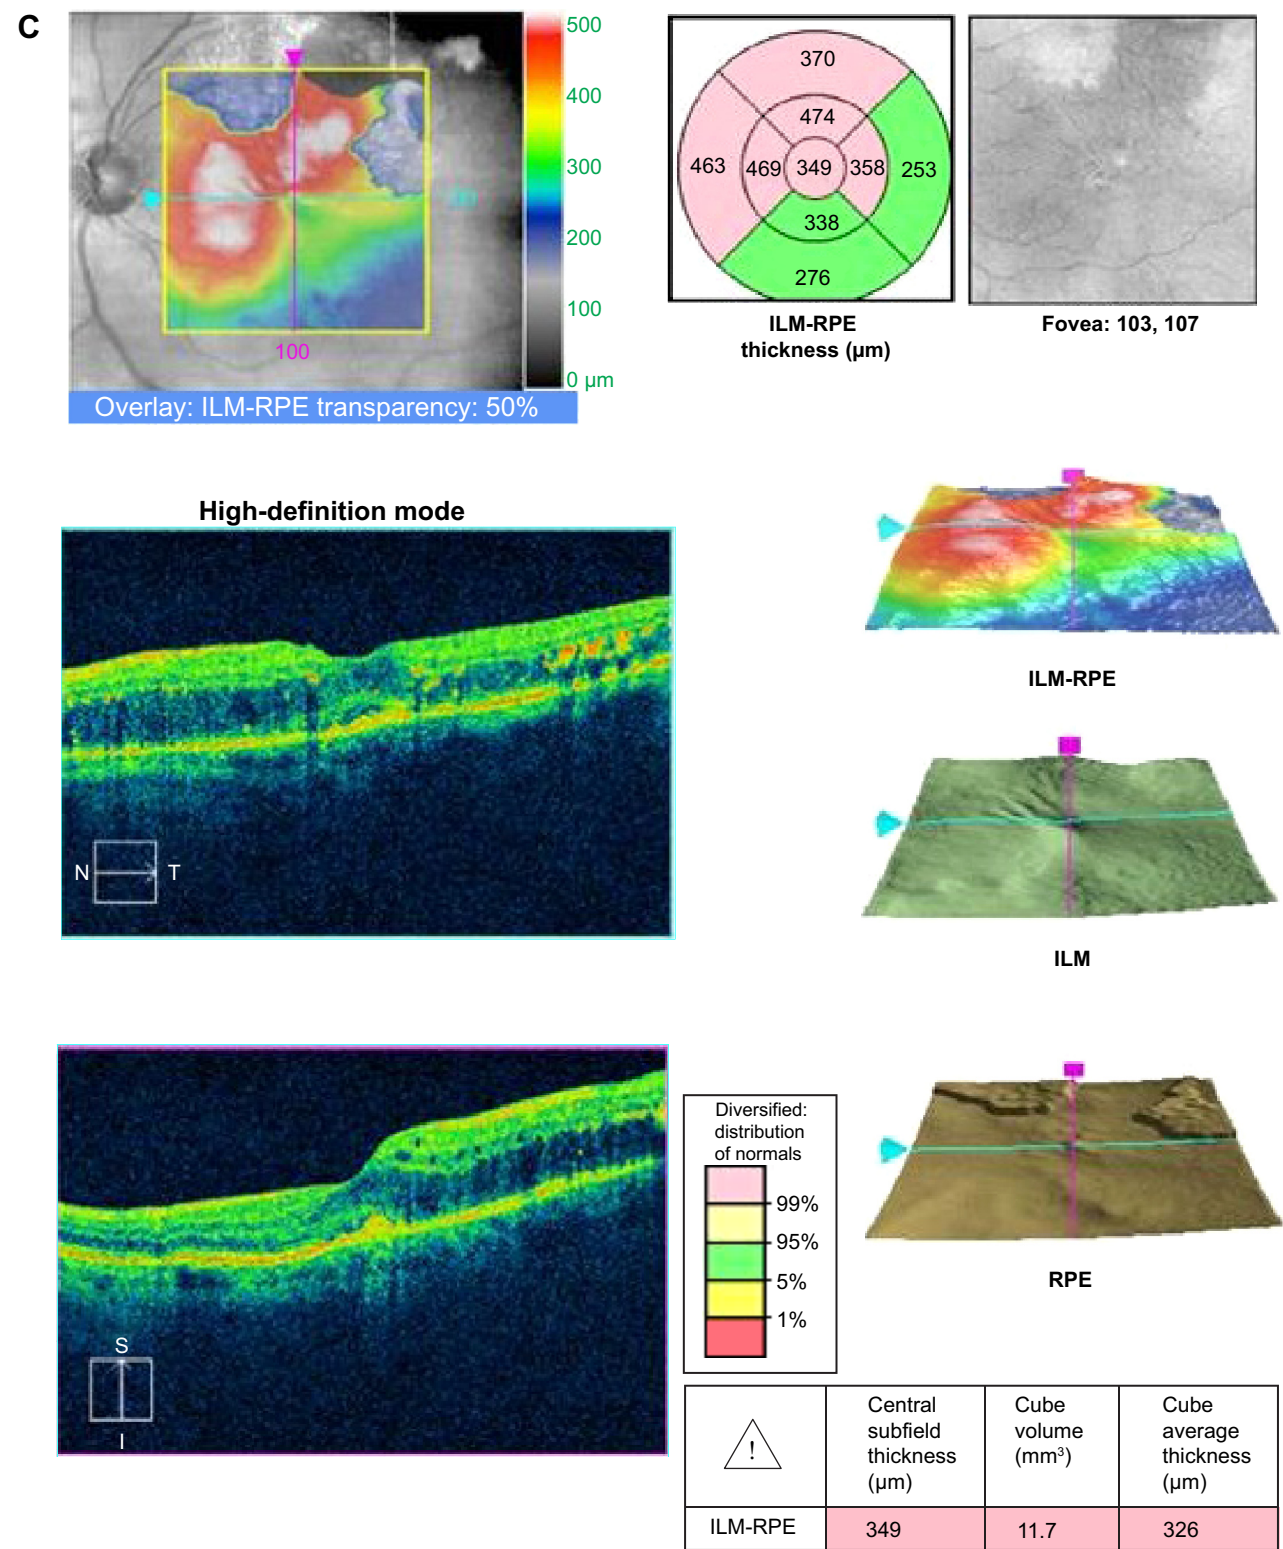 C
500
400
300
200
100
0 µm
100
Overlay: ILM-RPE transparency: 50%
370
474
463
469
349
358
253
338
276
ILM-RPE
thickness (µm)
Fovea: 103, 107
High-definition mode
N
T
ILM-RPE
ILM
S
I
Diversified:
distribution
of normals
99%
95%
5%
1%
RPE
!
Central
subfield
thickness
(µm)
Cube
volume
(mm³)
Cube
average
thickness
(µm)
ILM-RPE
349
11.7
326